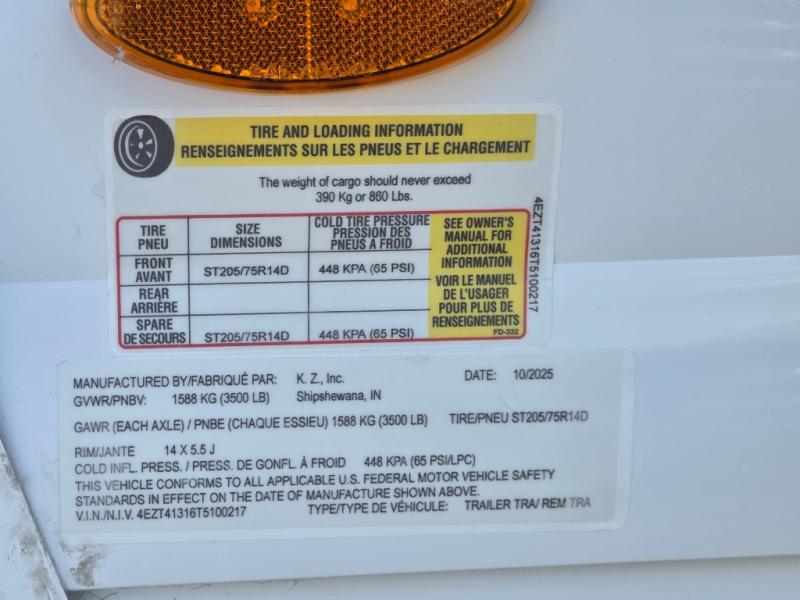 TIRE AND LOADING INFORMATION
RENSEIGNEMENTS SUR LES PNEUS ET LE CHARGEMENT
The weight of cargo should never exceed
390 Kg or 860 Lbs.
TIRE
PNEU
SIZE
DIMENSIONS
COLD TIRE PRESSURE
PRESSION DES
PNEUS A FROID
FRONT
AVANT
ST205/75R14D
448 KPA (65 PSI)
REAR
ARRIÈRE
SPARE
DE SECOURS
ST205/75R14D
448 KPA (65 PSI)
SEE OWNER'S
MANUAL FOR
ADDITIONAL
INFORMATION
VOIR LE MANUEL
DE L'USAGER
POUR PLUS DE
RENSEIGNEMENTS
FD-332
4EZT41316T5100217
MANUFACTURED BY/FABRIQUÉ PAR: K. Z., Inc. DATE: 10/2025
GVWR/PNBV: 1588 KG (3500 LB) Shipshewana, IN
GAWR (EACH AXLE) / PNBE (CHAQUE ESSIEU) 1588 KG (3500 LB) TIRE/PNEU ST205/75R14D
RIM/JANTE 14 X 5.5 J
COLD INFL. PRESS. / PRESS. DE GONFL. À FROID 448 KPA (65 PSI/LPC)
THIS VEHICLE CONFORMS TO ALL APPLICABLE U.S. FEDERAL MOTOR VEHICLE SAFETY
STANDARDS IN EFFECT ON THE DATE OF MANUFACTURE SHOWN ABOVE.
V.I.N./N.I.V. 4EZT41316T5100217 TYPE/TYPE DE VÉHICULE: TRAILER TRA/ REM TRA